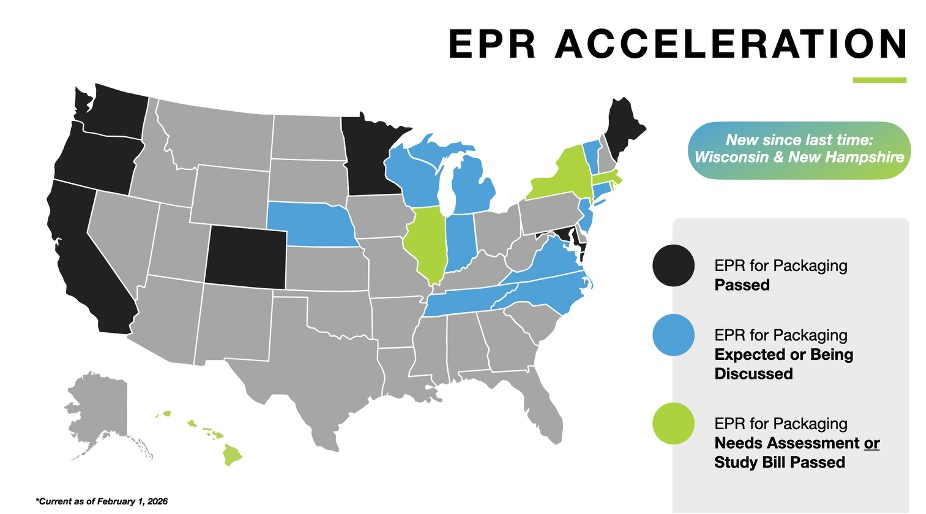 EPR ACCELERATION
New since last time:
Wisconsin & New Hampshire
EPR for Packaging
Passed
EPR for Packaging
Expected or Being
Discussed
EPR for Packaging
Needs Assessment or
Study Bill Passed
*Current as of February 1, 2026